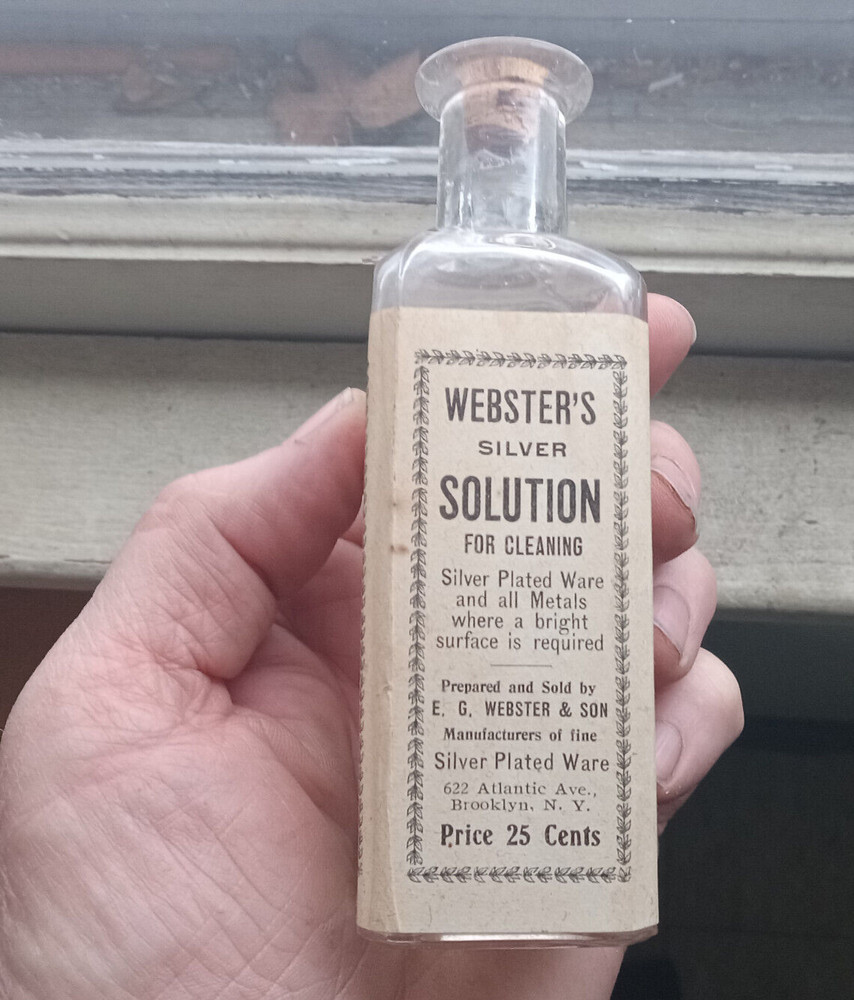 WEBSTER'S
SILVER
SOLUTION
FOR CLEANING
Silver Plated Ware
and all Metals
where a bright
surface is required
Prepared and Sold by
E. G. WEBSTER & SON
Manufacturers of fine
Silver Plated Ware
622 Atlantic Ave.,
Brooklyn, N. Y.
Price 25 Cents